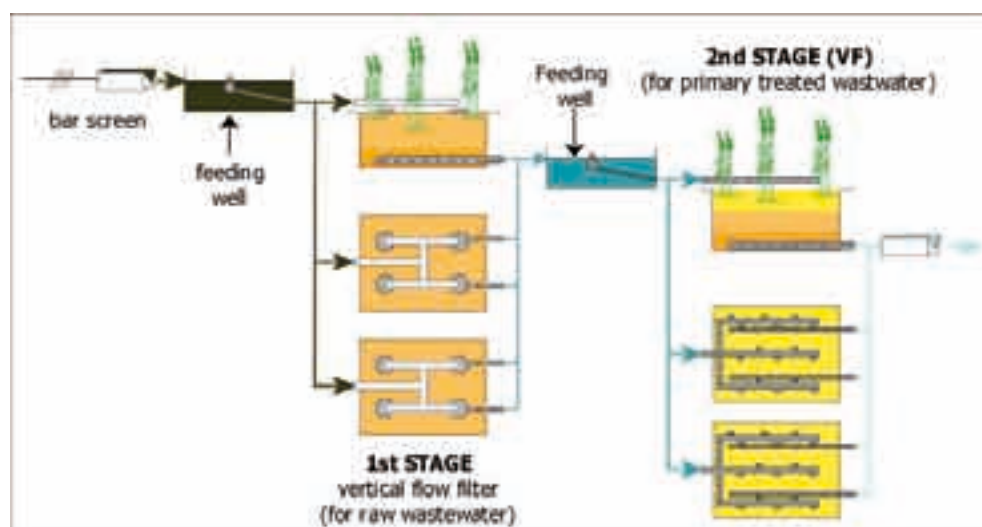 bar screen
feeding
well
1st STAGE
vertical flow filter
(for raw wastewater)
Feeding
well
2nd STAGE (VF)
(for primary treated wastwater)